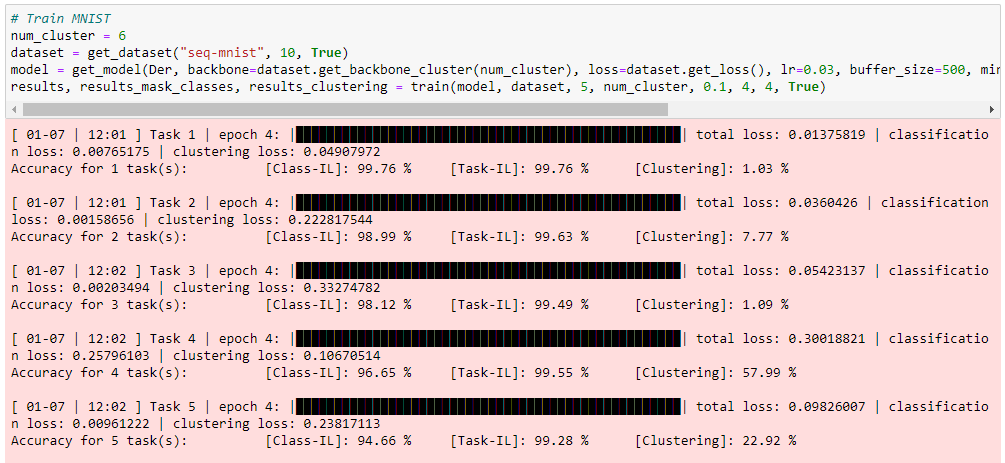 # Train MNIST
num_cluster = 6
dataset = get_dataset("seq-mnist", 10, True)
model = get_model(Der, backbone=dataset.get_backbone_cluster(num_cluster), loss=dataset.get_loss(), lr=0.03, buffer_size=500, min
results, results_mask_classes, results_clustering = train(model, dataset, 5, num_cluster, 0.1, 4, 4, True)
[ 01-07 | 12:01 ] Task 1 | epoch 4: || total loss: 0.01375819 | classificatio
n loss: 0.00765175 | clustering loss: 0.04907972
Accuracy for 1 task(s): [Class-IL]: 99.76 % [Task-IL]: 99.76 % [Clustering]: 1.03 %
[ 01-07 | 12:01 ] Task 2 | epoch 4: || total loss: 0.0360426 | classification
loss: 0.00158656 | clustering loss: 0.222817544
Accuracy for 2 task(s): [Class-IL]: 98.99 % [Task-IL]: 99.63 % [Clustering]: 7.77 %
[ 01-07 | 12:02 ] Task 3 | epoch 4: || total loss: 0.05423137 | classificatio
n loss: 0.00203494 | clustering loss: 0.33274782
Accuracy for 3 task(s): [Class-IL]: 98.12 % [Task-IL]: 99.49 % [Clustering]: 1.09 %
[ 01-07 | 12:02 ] Task 4 | epoch 4: || total loss: 0.30018821 | classificatio
n loss: 0.25796103 | clustering loss: 0.10670514
Accuracy for 4 task(s): [Class-IL]: 96.65 % [Task-IL]: 99.55 % [Clustering]: 57.99 %
[ 01-07 | 12:02 ] Task 5 | epoch 4: || total loss: 0.09826007 | classificatio
n loss: 0.00961222 | clustering loss: 0.23817113
Accuracy for 5 task(s): [Class-IL]: 94.66 % [Task-IL]: 99.28 % [Clustering]: 22.92 %